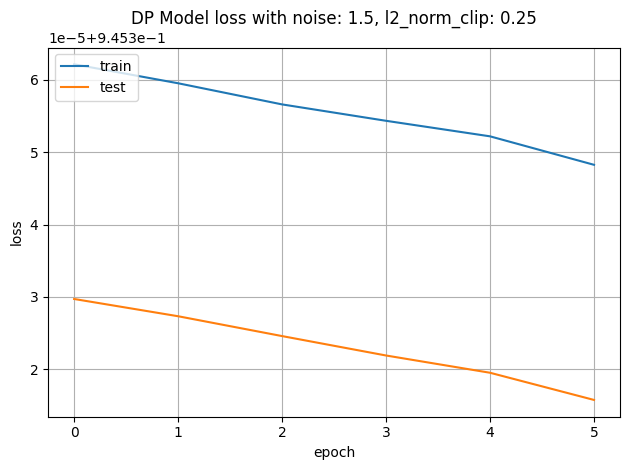 DP Model loss with noise: 1.5, l2_norm_clip: 0.25
1e−5+9.453e−1
train
test
6
5
4
3
2
loss
0 1 2 3 4 5
epoch